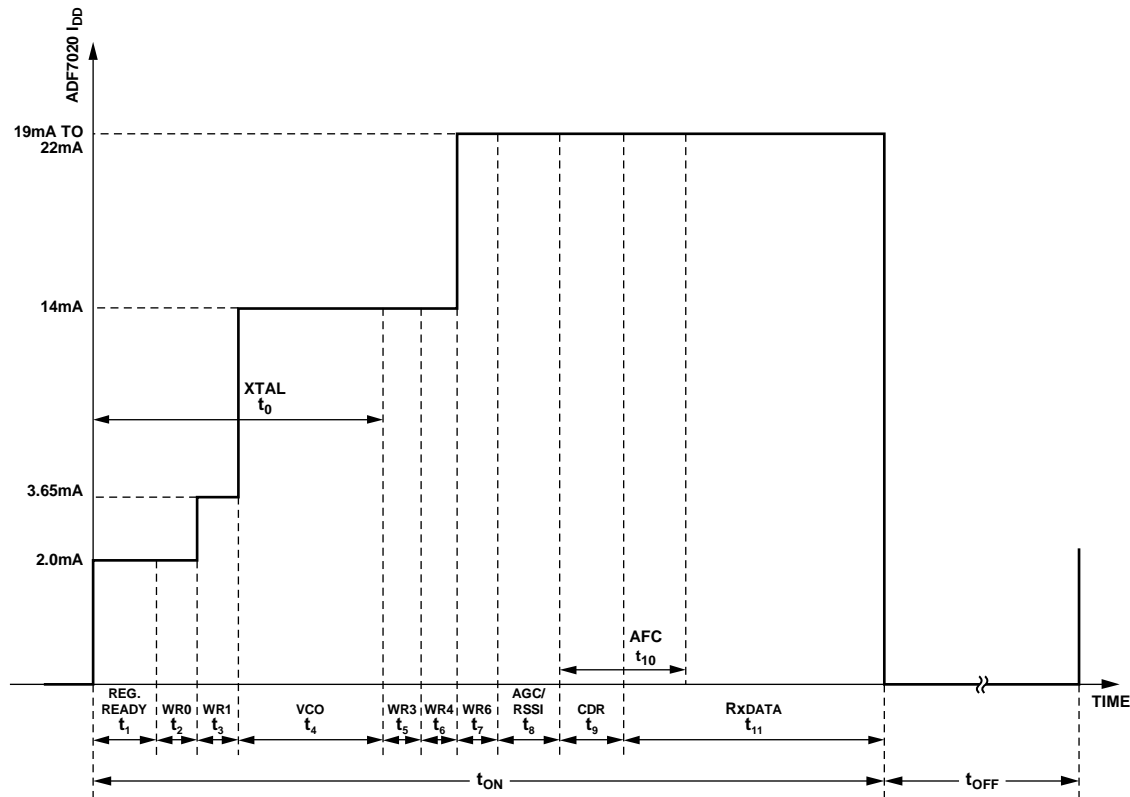 ADF7020 IDD
19mA TO
22mA
14mA
XTAL
t0
3.65mA
2.0mA
AFC
t10
TIME
REG.
READY
t1
WR0
t2
WR1
t3
VCO
t4
WR3
t5
WR4
t6
WR6
t7
AGC/
RSSI
t8
CDR
t9
RxDATA
t11
tON
tOFF